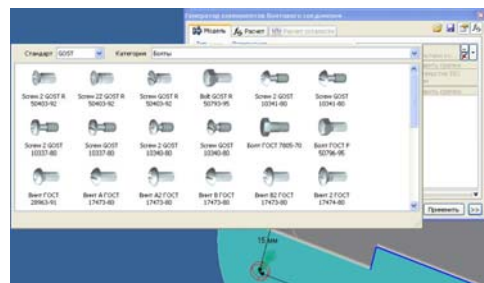 Генератор компонентов болтового соединения
Модель Расчет Расчет усталости
Стандарт GOST Категория Болты
Screw 2 GOST R 50403-92
Screw 22 GOST R 50403-92
Screw GOST R 50403-92
Bolt GOST R 50793-95
Screw 2 GOST 10341-80
Screw GOST 10341-80
Screw 2 GOST 10337-80
Screw GOST 10337-80
Screw 2 GOST 10340-80
Screw GOST 10340-80
Болт ГОСТ 7805-70
Болт ГОСТ Р 50796-95
Винт ГОСТ 28963-91
Винт А ГОСТ 17473-80
Винт А2 ГОСТ 17473-80
Винт В ГОСТ 17473-80
Винт В2 ГОСТ 17473-80
Винт 2 ГОСТ 17474-80
Применить >>
15 мм